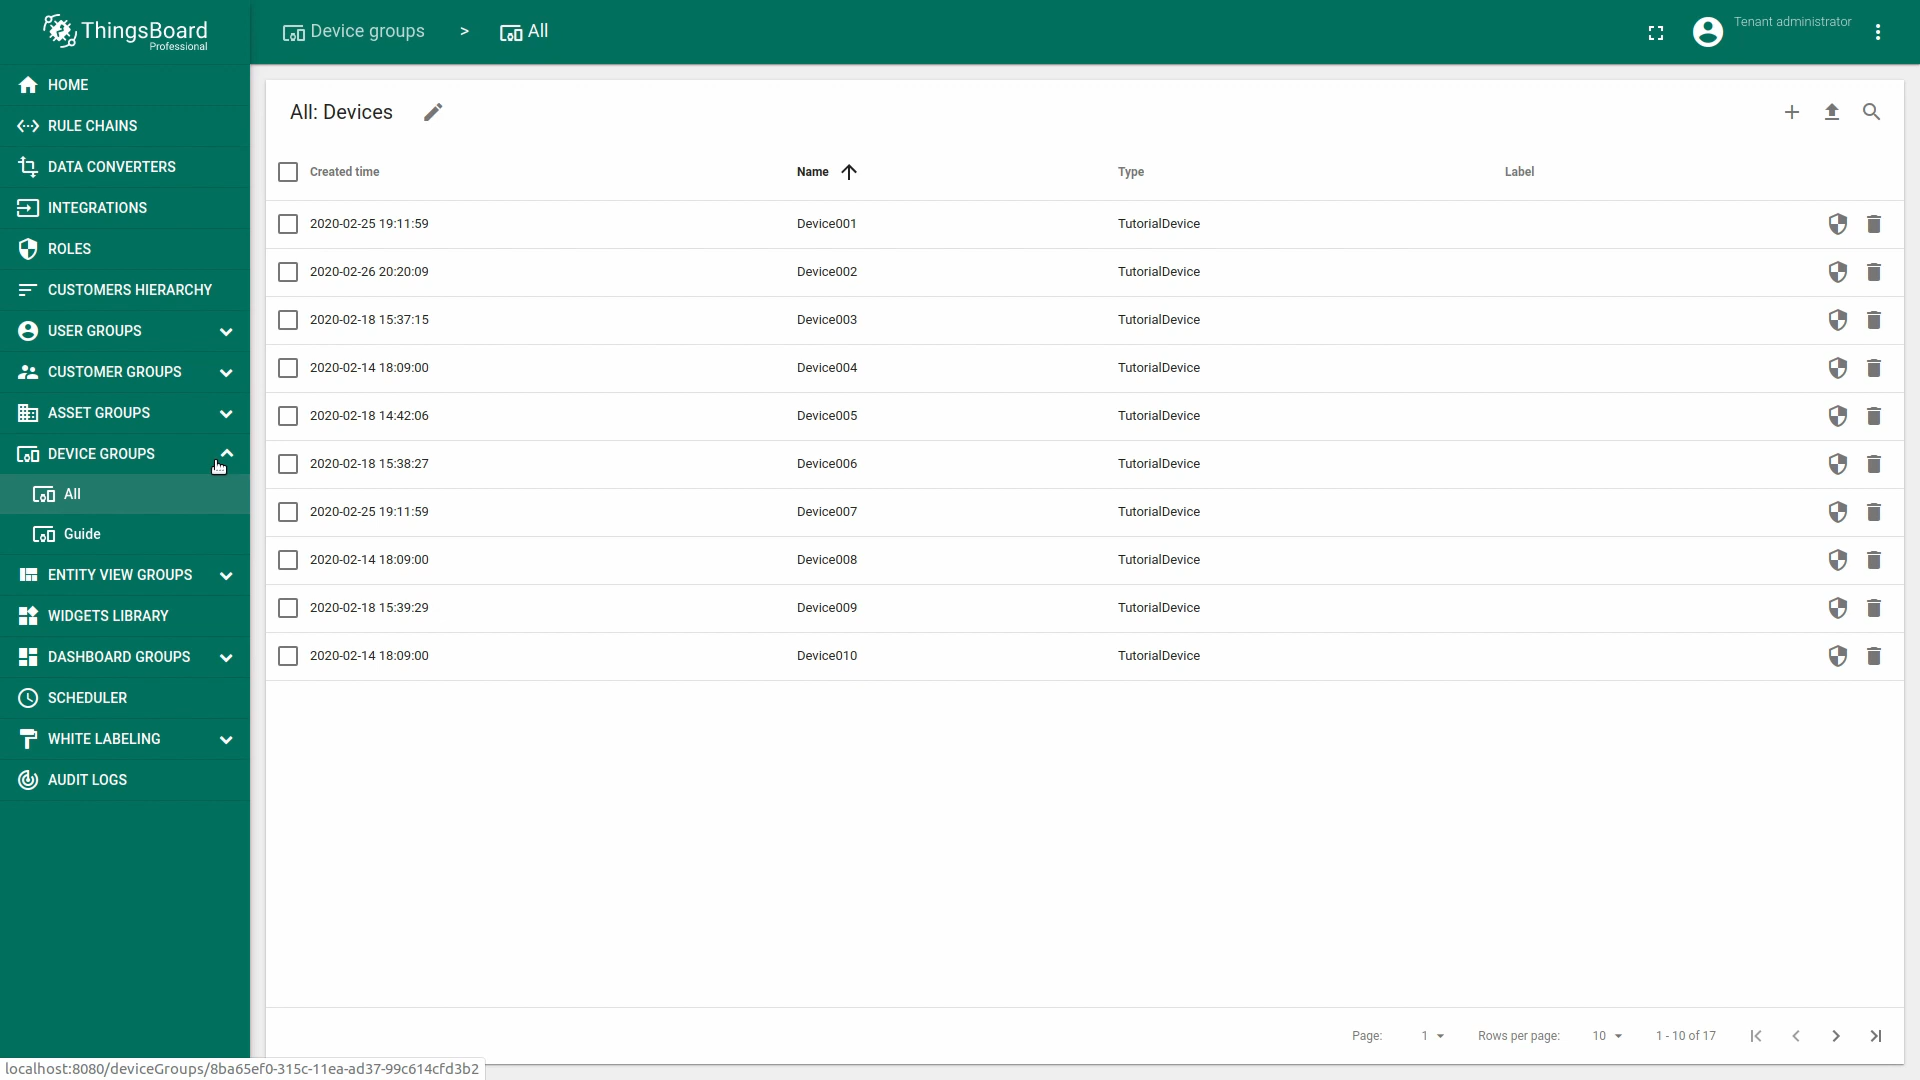 ThingsBoard
Professional
Device groups > All
Tenant administrator
HOME
RULE CHAINS
DATA CONVERTERS
INTEGRATIONS
ROLES
CUSTOMERS HIERARCHY
USER GROUPS
CUSTOMER GROUPS
ASSET GROUPS
DEVICE GROUPS
All
Guide
ENTITY VIEW GROUPS
WIDGETS LIBRARY
DASHBOARD GROUPS
SCHEDULER
WHITE LABELING
AUDIT LOGS
All: Devices
Created time Name Type Label
2020-02-25 19:11:59 Device001 TutorialDevice
2020-02-26 20:20:09 Device002 TutorialDevice
2020-02-18 15:37:15 Device003 TutorialDevice
2020-02-14 18:09:00 Device004 TutorialDevice
2020-02-18 14:42:06 Device005 TutorialDevice
2020-02-18 15:38:27 Device006 TutorialDevice
2020-02-25 19:11:59 Device007 TutorialDevice
2020-02-14 18:09:00 Device008 TutorialDevice
2020-02-18 15:39:29 Device009 TutorialDevice
2020-02-14 18:09:00 Device010 TutorialDevice
Page: 1 Rows per page: 10 1 - 10 of 17
localhost:8080/deviceGroups/8ba65ef0-315c-11ea-ad37-99c614cfd3b2